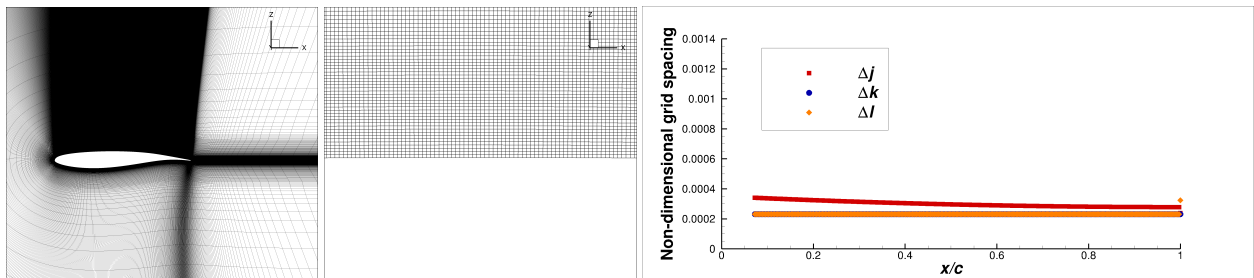 z
x
z
x
Non-dimensional grid spacing
0.0014
0.0012
0.001
0.0008
0.0006
0.0004
0.0002
0
Δj
Δk
Δl
0
0.2
0.4
0.6
0.8
1
x/c